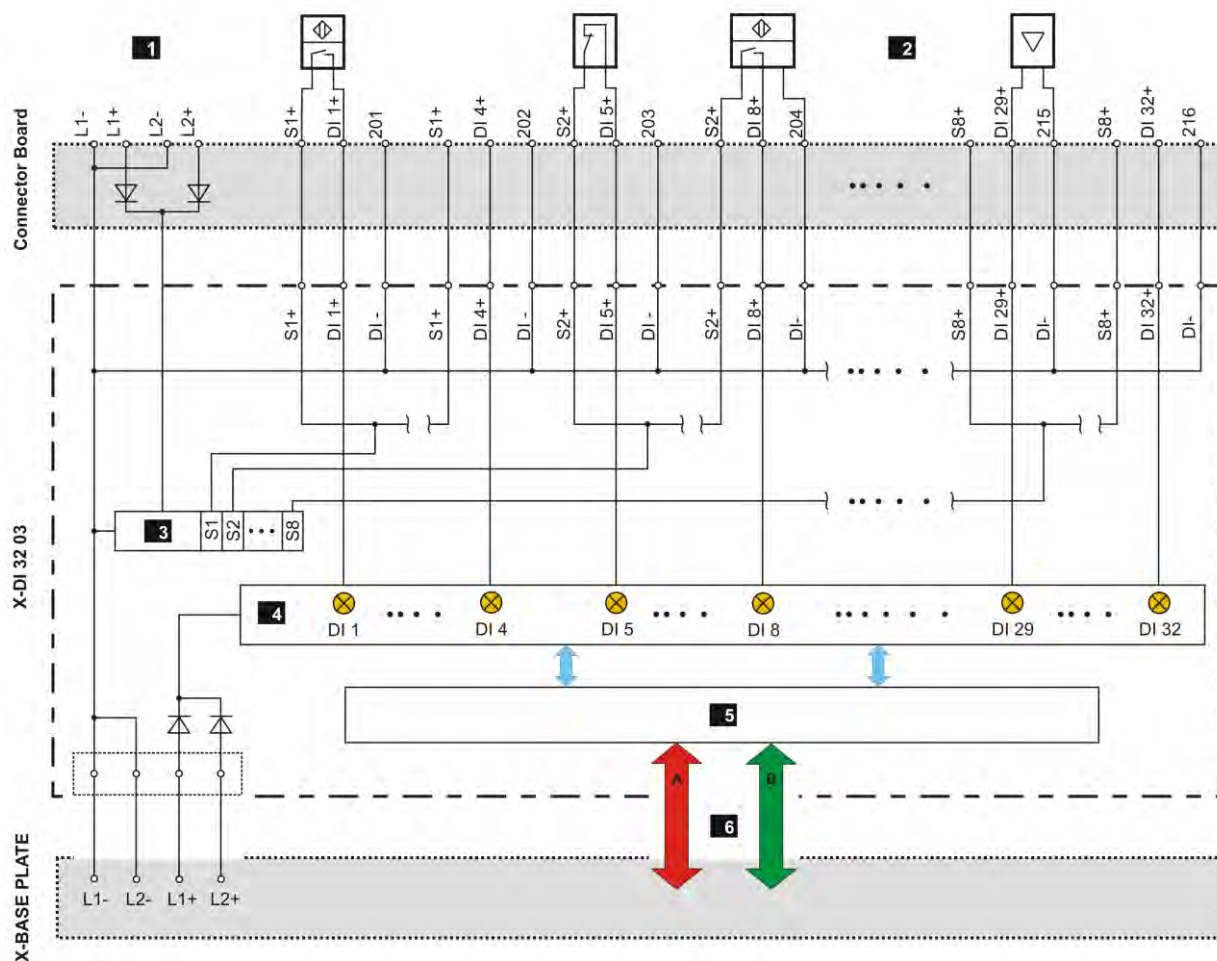 1
2
L1-
L1+
L2-
L2+
S1+
DI 1+
201
S1+
DI 4+
202
S2+
DI 5+
203
S2+
DI 8+
204
S8+
DI 29+
215
S8+
DI 32+
216
Connector Board
S1+
DI 1+
DI -
S1+
DI 4+
DI -
S2+
DI 5+
DI -
S2+
DI 8+
DI-
S8+
DI 29+
DI-
S8+
DI 32+
DI-
X-DI 32 03
3
S1
S2
S8
4
DI 1
DI 4
DI 5
DI 8
DI 29
DI 32
5
A
B
6
X-BASE PLATE
L1-
L2-
L1+
L2+